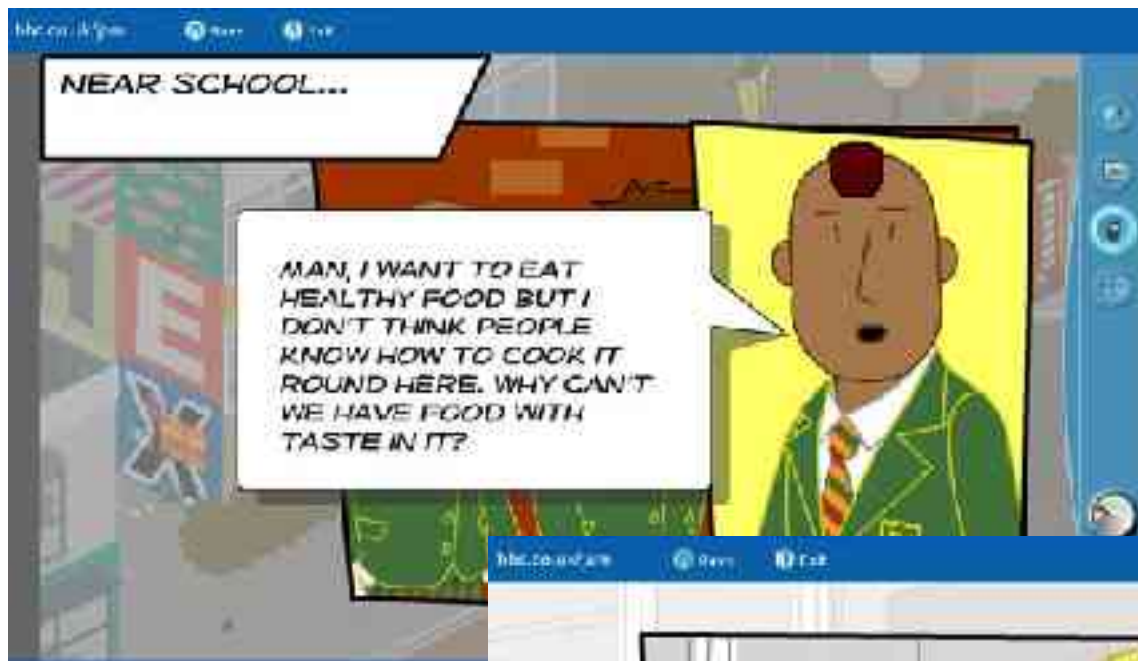 NEAR SCHOOL...
MAN, I WANT TO EAT
HEALTHY FOOD BUT I
DON'T THINK PEOPLE
KNOW HOW TO COOK IT
ROUND HERE. WHY CAN'T
WE HAVE FOOD WITH
TASTE IN IT?